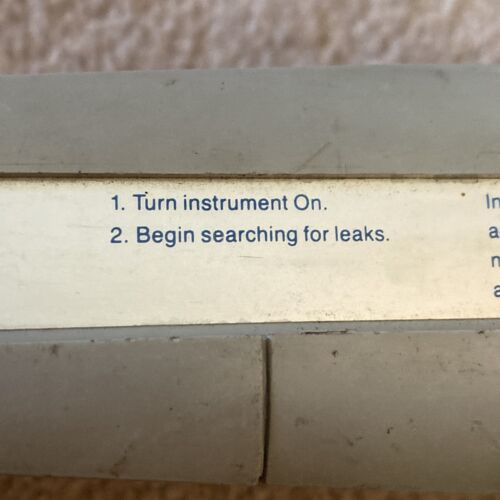 1. Turn instrument On.
2. Begin searching for leaks.